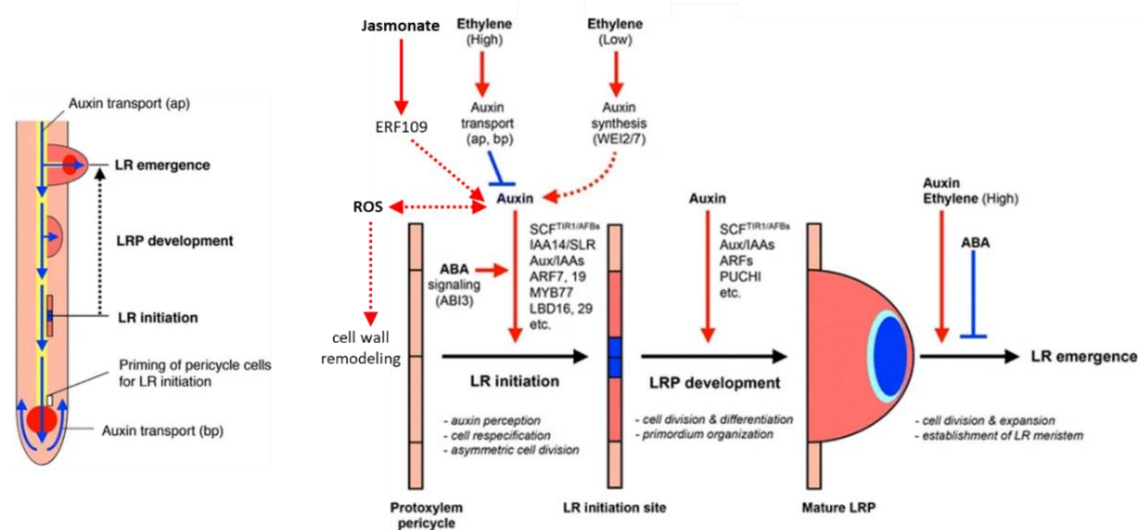 Auxin transport (ap)
LR emergence
LRP development
LR initiation
Priming of pericycle cells
for LR initiation
Auxin transport (bp)
Jasmonate
ERF109
Ethylene
(High)
Auxin
transport
(ap, bp)
Ethylene
(Low)
Auxin
synthesis
(WEI2/7)
ROS
Auxin
cell wall
remodeling
ABA
signaling
(ABI3)
SCFTIR1/AFBs
IAA14/SLR
Aux/IAAs
ARF7, 19
MYB77
LBD16, 29
etc.
LR initiation
- auxin perception
- cell respecification
- asymmetric cell division
Protoxylem
pericycle
Auxin
SCFTIR1/AFBs
Aux/IAAs
ARFs
PUCHI
etc.
LRP development
- cell division & differentiation
- primordium organization
LR initiation site
Auxin
Ethylene (High)
ABA
LR emergence
- cell division & expansion
- establishment of LR meristem
Mature LRP